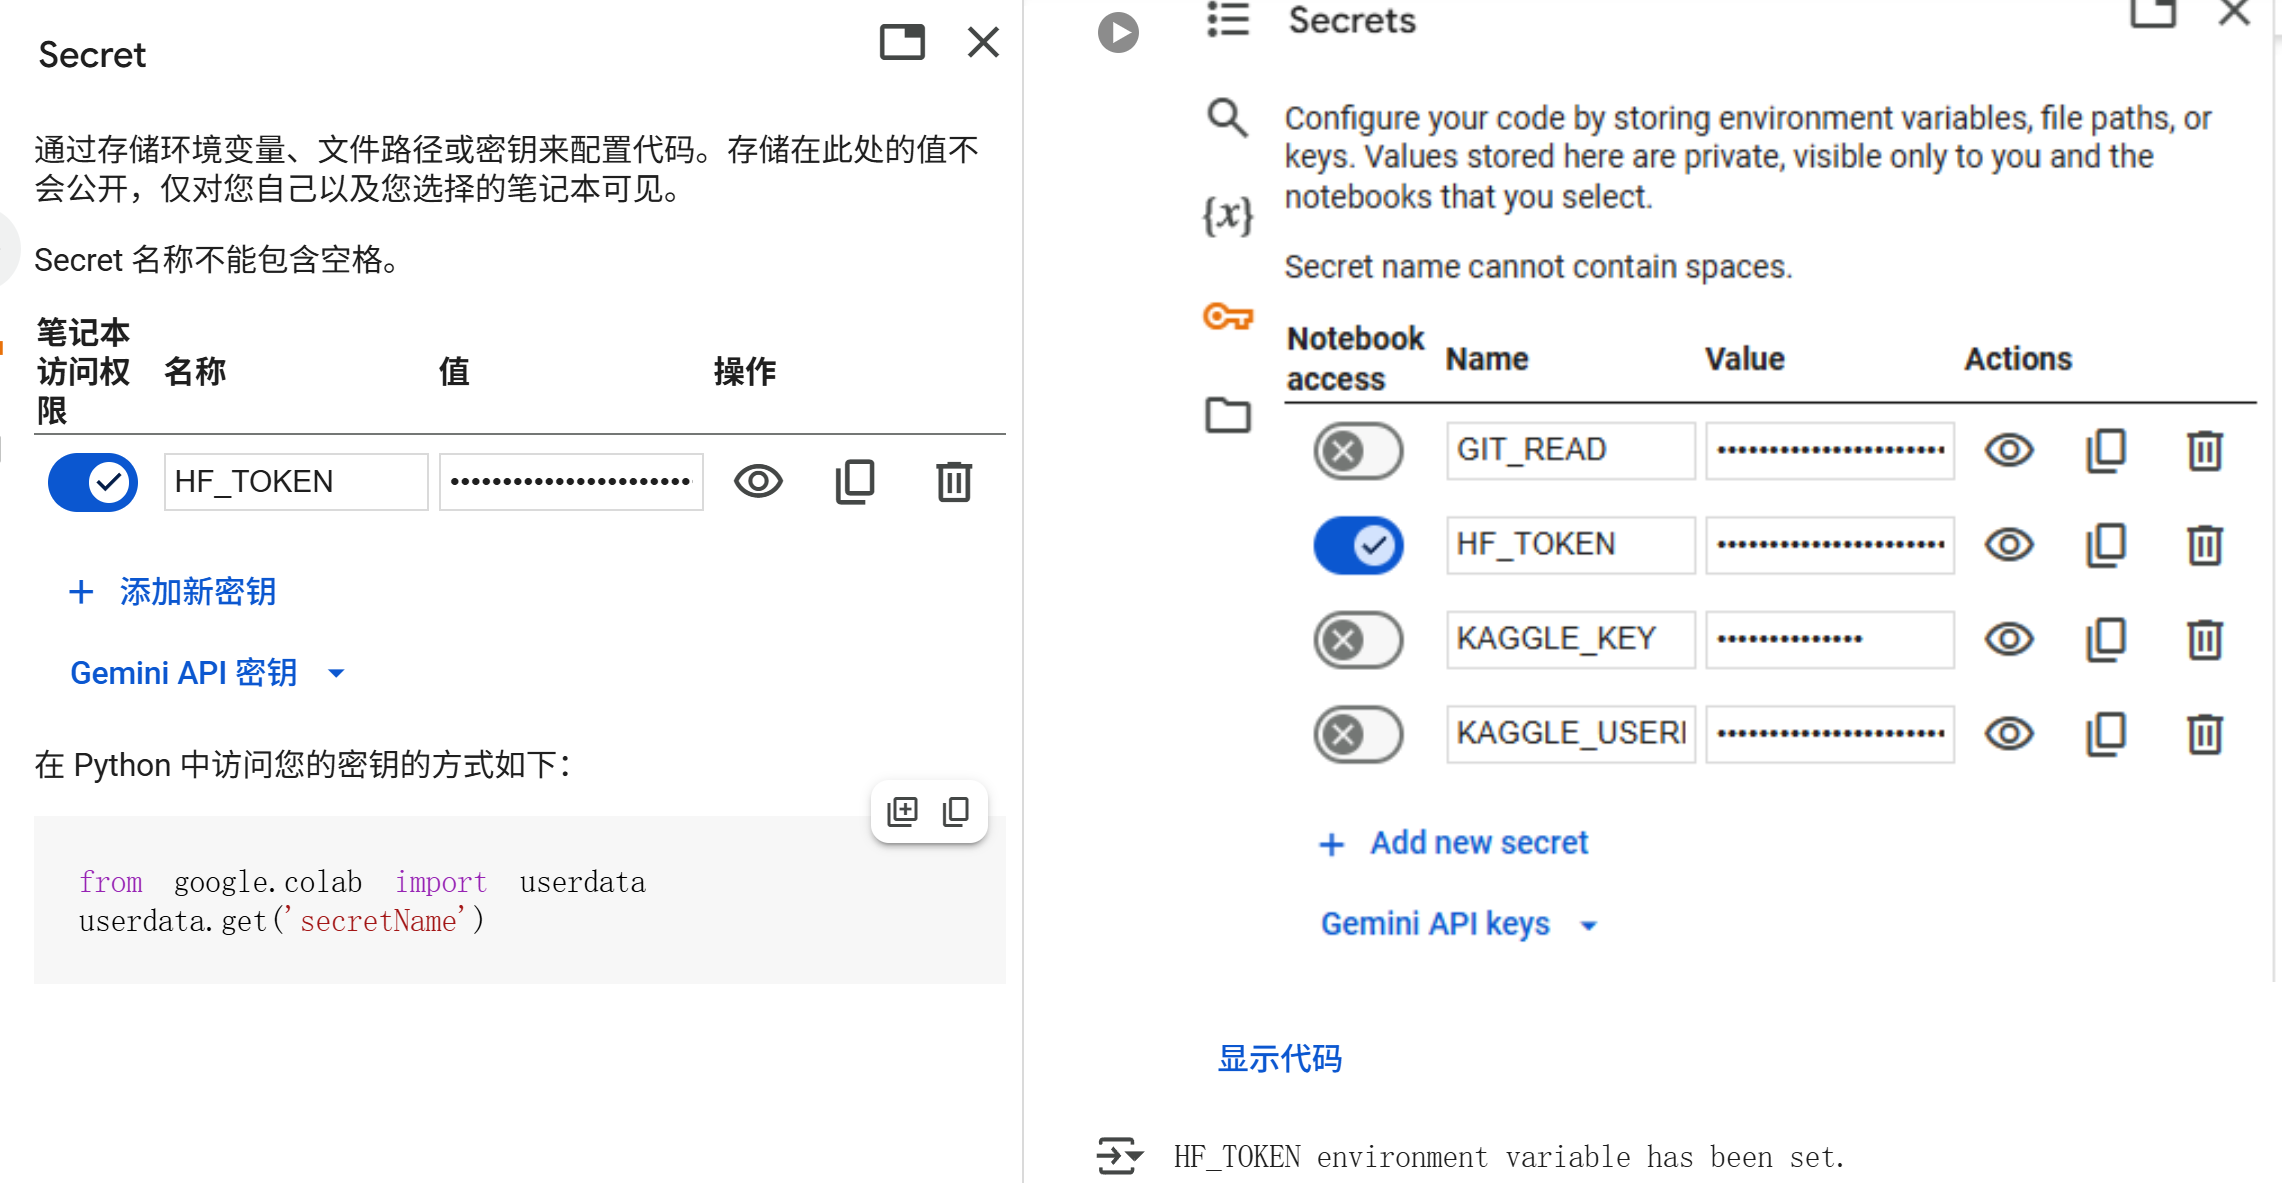 Secret
通过存储环境变量、文件路径或密钥来配置代码。存储在此处的值不
会公开，仅对您自己以及您选择的笔记本可见。
Secret 名称不能包含空格。
笔记本
访问权
限
名称
值
操作
HF_TOKEN
+ 添加新密钥
Gemini API 密钥
在 Python 中访问您的密钥的方式如下：
from google.colab import userdata
userdata.get('secretName')
Secrets
{x}
Configure your code by storing environment variables, file paths, or
keys. Values stored here are private, visible only to you and the
notebooks that you select.
Secret name cannot contain spaces.
Notebook
access
Name
Value
Actions
GIT_READ
HF_TOKEN
KAGGLE_KEY
KAGGLE_USERI
+ Add new secret
Gemini API keys
显示代码
HF_TOKEN environment variable has been set.